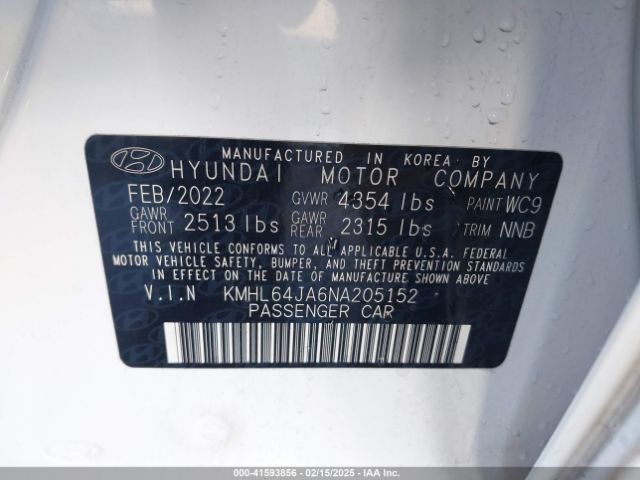 MANUFACTURED IN KOREA BY
HYUNDAI MOTOR COMPANY
FEB/2022 GVWR 4354 lbs PAINT WC9
GAWR FRONT 2513 lbs GAWR REAR 2315 lbs TRIM NNB
THIS VEHICLE CONFORMS TO ALL APPLICABLE U.S.A. FEDERAL
MOTOR VEHICLE SAFETY, BUMPER, AND THEFT PREVENTION
STANDARDS IN EFFECT ON THE DATE OF MANUFACTURE SHOWN ABOVE
V.I.N KMHL64JA6NA205152
PASSENGER CAR
000-41593856 - 02/15/2025 - IAA Inc.